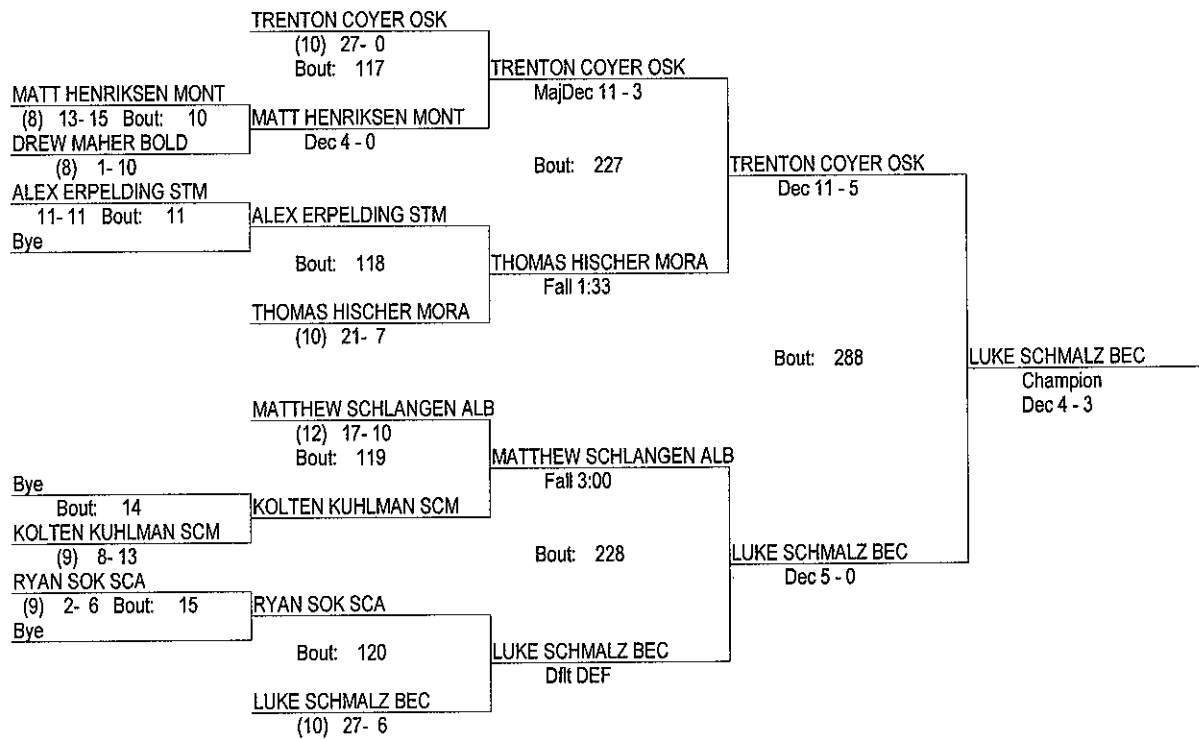 TRENTON COYER OSK
(10) 27- 0
Bout: 117
TRENTON COYER OSK
MajDec 11 - 3
MATT HENRIKSEN MONT
(8) 13- 15 Bout: 10
MATT HENRIKSEN MONT
Dec 4 - 0
DREW MAHER BOLD
(8) 1- 10
Bout: 227
TRENTON COYER OSK
Dec 11 - 5
ALEX ERPELDING STM
11- 11 Bout: 11
ALEX ERPELDING STM
Bye
Bout: 118
THOMAS HISCHER MORA
Fall 1:33
THOMAS HISCHER MORA
(10) 21- 7
Bout: 288
LUKE SCHMALZ BEC
Champion
Dec 4 - 3
MATTHEW SCHLANGEN ALB
(12) 17- 10
Bout: 119
MATTHEW SCHLANGEN ALB
Fall 3:00
Bye
Bout: 14
KOLTEN KUHLMAN SCM
KOLTEN KUHLMAN SCM
(9) 8- 13
Bout: 228
LUKE SCHMALZ BEC
Dec 5 - 0
RYAN SOK SCA
(9) 2- 6 Bout: 15
RYAN SOK SCA
Bye
Bout: 120
LUKE SCHMALZ BEC
Dflt DEF
LUKE SCHMALZ BEC
(10) 27- 6